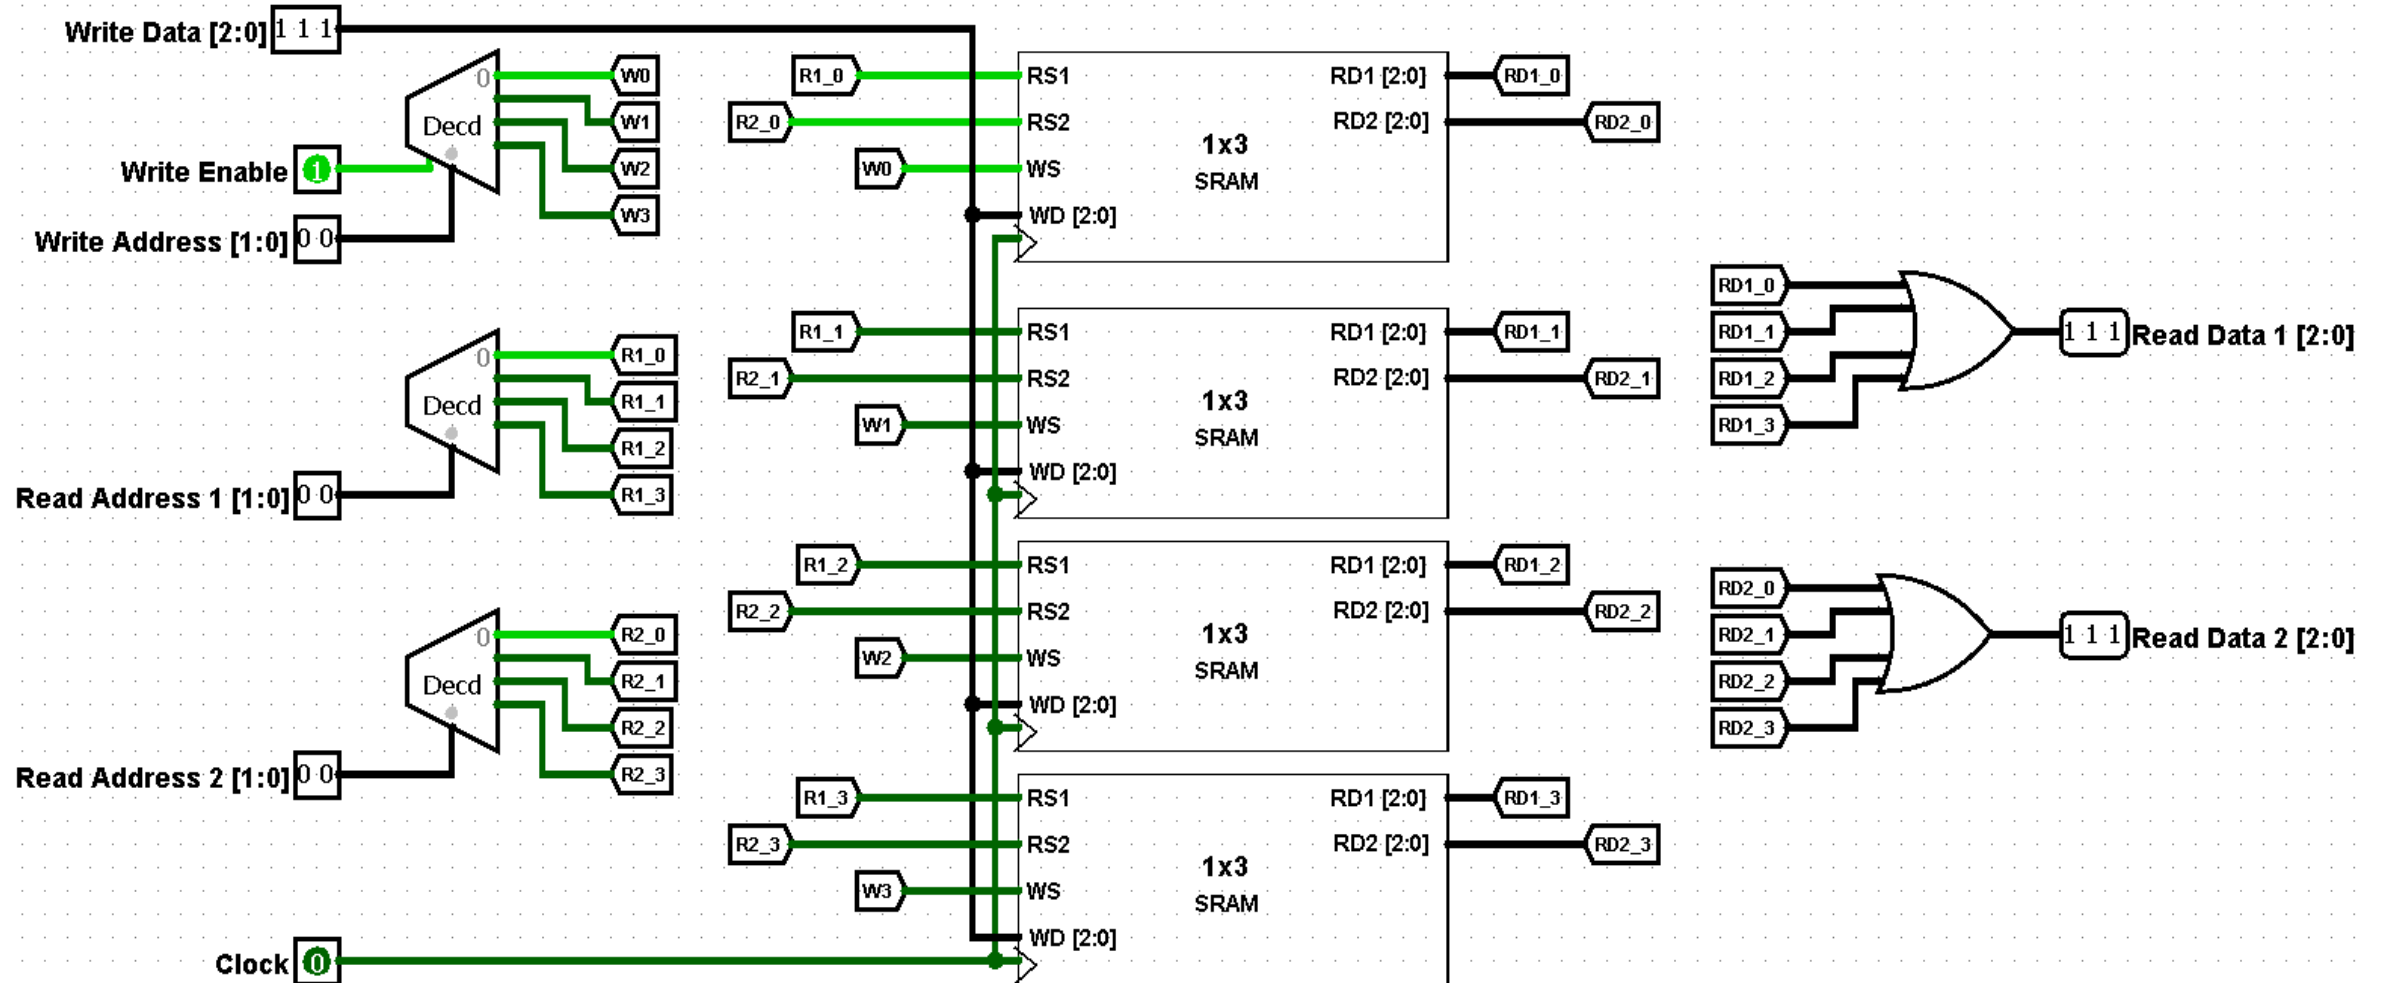 Write Data [2:0] 1 1 1
0 W0
W1
Decd
W2
Write Enable 1
W3
Write Address [1:0] 0 0
0 R1_0
R1_1
Decd
R1_2
Read Address 1 [1:0] 0 0
R1_3
0 R2_0
R2_1
Decd
R2_2
Read Address 2 [1:0] 0 0
R2_3
Clock 0
R1_0 RS1 RD1 [2:0] RD1_0
R2_0 RS2 RD2 [2:0] RD2_0
1x3
W0 WS
SRAM
WD [2:0]
R1_1 RS1 RD1 [2:0] RD1_1
R2_1 RS2 RD2 [2:0] RD2_1
1x3
W1 WS
SRAM
WD [2:0]
R1_2 RS1 RD1 [2:0] RD1_2
R2_2 RS2 RD2 [2:0] RD2_2
1x3
W2 WS
SRAM
WD [2:0]
R1_3 RS1 RD1 [2:0] RD1_3
R2_3 RS2 RD2 [2:0] RD2_3
1x3
W3 WS
SRAM
WD [2:0]
RD1_0
RD1_1
RD1_2
RD1_3
1 1 1 Read Data 1 [2:0]
RD2_0
RD2_1
RD2_2
RD2_3
1 1 1 Read Data 2 [2:0]